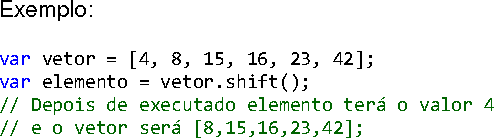 Exemplo:
var vetor = [4, 8, 15, 16, 23, 42];
var elemento = vetor.shift();
// Depois de executado elemento terá o valor 4
// e o vetor será [8,15,16,23,42];